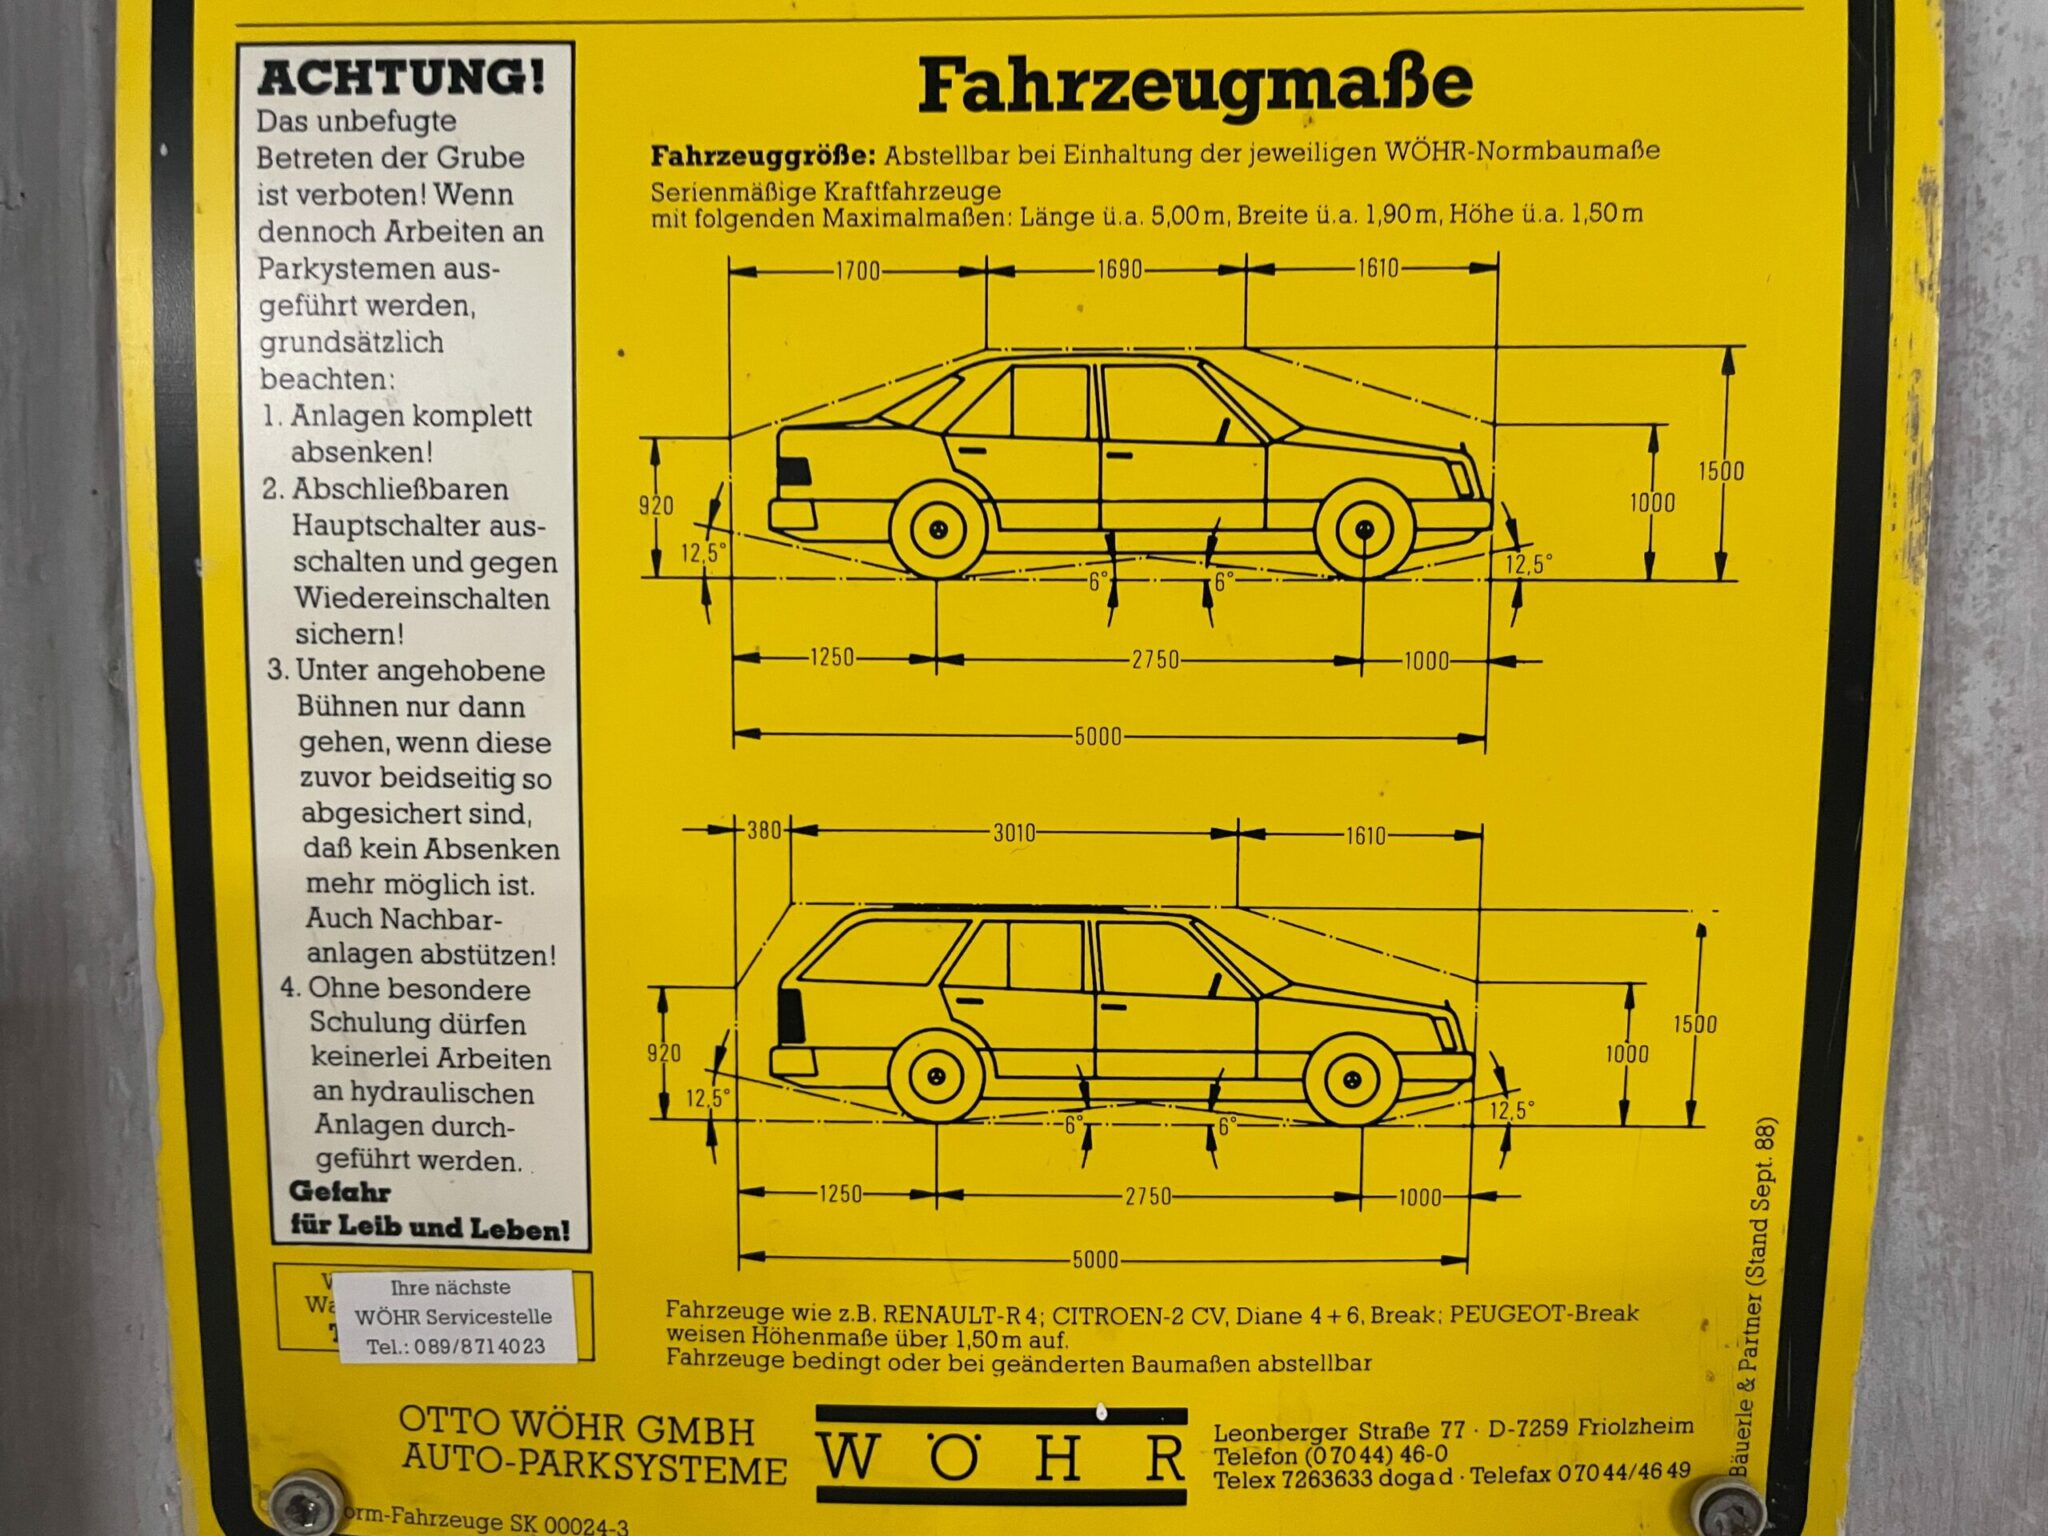 ACHTUNG!
Das unbefugte
Betreten der Grube
ist verboten! Wenn
dennoch Arbeiten an
Parkystemen aus-
geführt werden,
grundsätzlich
beachten:
1. Anlagen komplett
absenken!
2. Abschließbaren
Hauptschalter aus-
schalten und gegen
Wiedereinschalten
sichern!
3. Unter angehobene
Bühnen nur dann
gehen, wenn diese
zuvor beidseitig so
abgesichert sind,
daß kein Absenken
mehr möglich ist.
Auch Nachbar-
anlagen abstützen!
4. Ohne besondere
Schulung dürfen
keinerlei Arbeiten
an hydraulischen
Anlagen durch-
geführt werden.
Gefahr
für Leib und Leben!
Ihre nächste
WÖHR Servicestelle
Tel.: 089/8714023
Fahrzeugmaße
Fahrzeuggröße: Abstellbar bei Einhaltung der jeweiligen WÖHR-Normbaumaße
Serienmäßige Kraftfahrzeuge
mit folgenden Maximalmaßen: Länge ü.a. 5,00 m, Breite ü.a. 1,90 m, Höhe ü.a. 1,50 m
1700 1690 1610
920 1000 1500
12,5° 6° 6° 12,5°
1250 2750 1000
5000
380 3010 1610
920 1000 1500
12,5° 6° 6° 12,5°
1250 2750 1000
5000
Fahrzeuge wie z.B. RENAULT-R 4; CITROEN-2 CV, Diane 4 + 6, Break; PEUGEOT-Break
weisen Höhenmaße über 1,50 m auf.
Fahrzeuge bedingt oder bei geänderten Baumaßen abstellbar
Bäuerle & Partner (Stand Sept. 88)
OTTO WÖHR GMBH
AUTO-PARKSYSTEME
WÖHR
Leonberger Straße 77 · D-7259 Friolzheim
Telefon (07044) 46-0
Telex 7263633 doga d · Telefax 07044/4649
orm-Fahrzeuge SK 00024-3